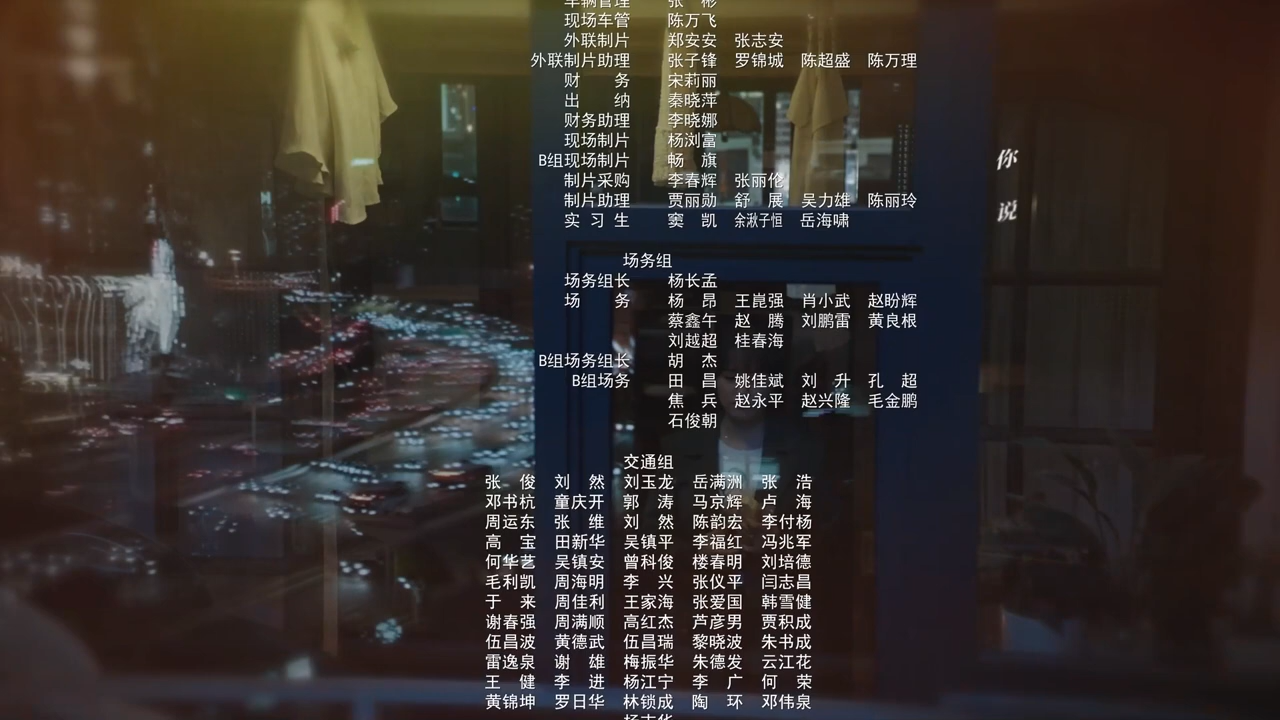 车辆管理 张 彬
现场车管 陈万飞
外联制片 郑安安 张志安
外联制片助理 张子锋 罗锦城 陈超盛 陈万理
财 务 宋莉丽
出 纳 秦晓萍
财务助理 李晓娜
现场制片 杨浏富
B组现场制片 畅 旗
制片采购 李春辉 张丽伦
制片助理 贾丽勋 舒 展 吴力雄 陈丽玲
实 习 生 窦 凯 余湫子恒 岳海啸
你
说
场务组
场务组长 杨长孟
场 务 杨 昂 王崑强 肖小武 赵盼辉
蔡鑫午 赵 腾 刘鹏雷 黄良根
刘越超 桂春海
B组场务组长 胡 杰
B组场务 田 昌 姚佳斌 刘 升 孔 超
焦 兵 赵永平 赵兴隆 毛金鹏
石俊朝
交通组
张 俊 刘 然 刘玉龙 岳满洲 张 浩
邓书杭 童庆开 郭 涛 马京辉 卢 海
周运东 张 维 刘 然 陈韵宏 李付杨
高 宝 田新华 吴镇平 李福红 冯兆军
何华艺 吴镇安 曾科俊 楼春明 刘培德
毛利凯 周海明 李 兴 张仪平 闫志昌
于 来 周佳利 王家海 张爱国 韩雪健
谢春强 周满顺 高红杰 芦彦男 贾积成
伍昌波 黄德武 伍昌瑞 黎晓波 朱书成
雷逸泉 谢 雄 梅振华 朱德发 云江花
王 健 李 进 杨江宁 李 广 何 荣
黄锦坤 罗日华 林锁成 陶 环 邓伟泉